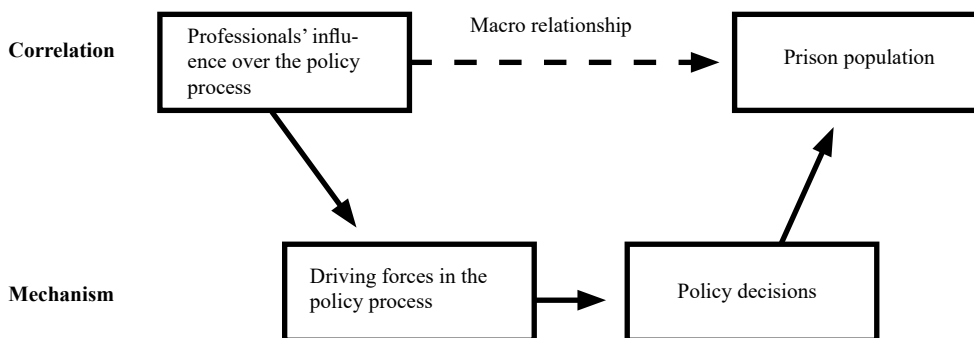 Correlation
Professionals' influ-
ence over the policy
process
Macro relationship
Prison population
Mechanism
Driving forces in the
policy process
Policy decisions